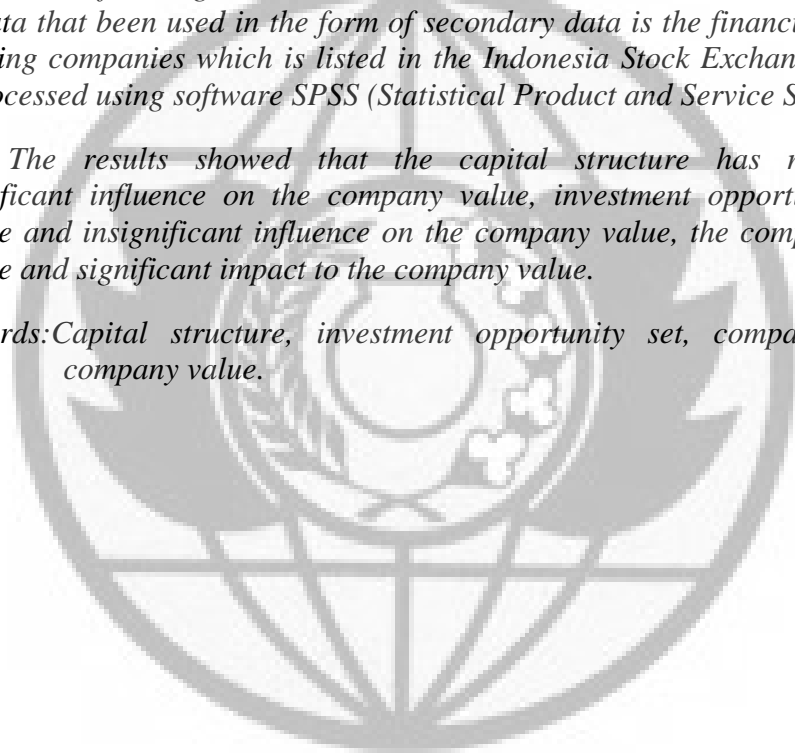 ta that been used in the form of secondary data is the financi
ing companies which is listed in the Indonesia Stock Exchan
ocessed using software SPSS (Statistical Product and Service S
The results showed that the capital structure has n
ficant influence on the company value, investment opport
e and insignificant influence on the company value, the comp
e and significant impact to the company value.
rds:Capital structure, investment opportunity set, compa
company value.